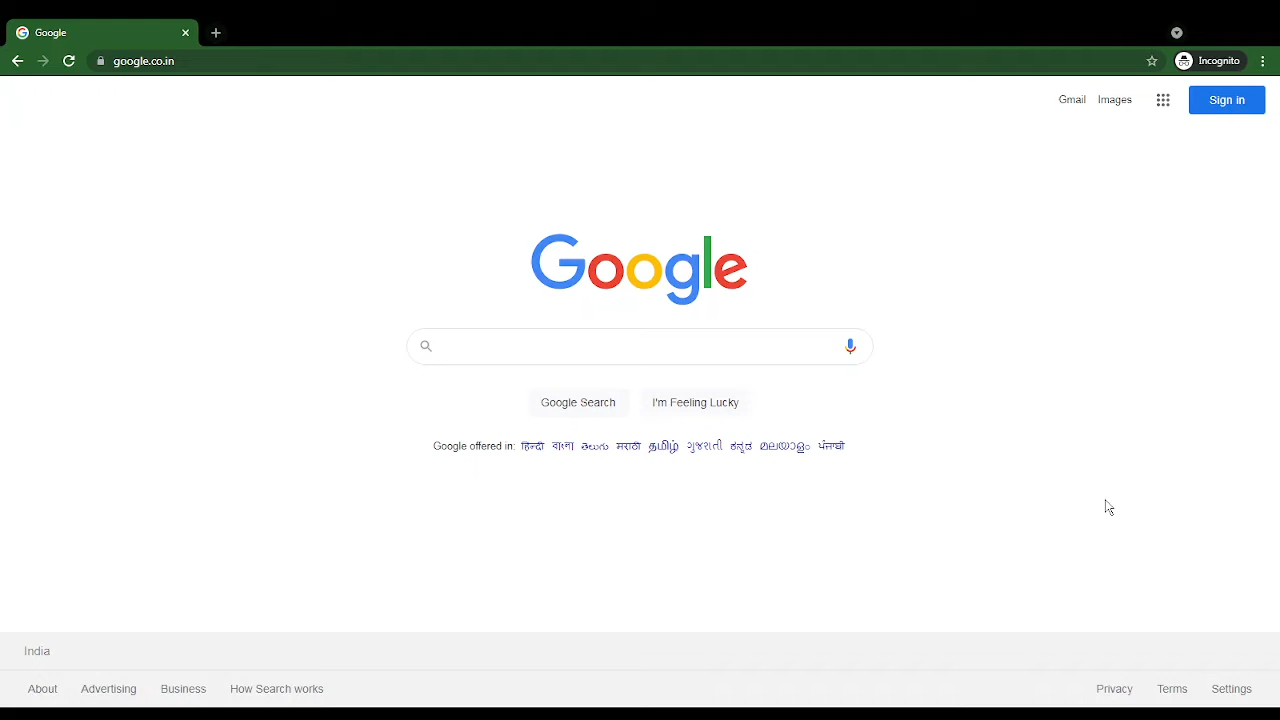 Google
google.co.in
Incognito
Gmail Images Sign in
Google
Google Search I'm Feeling Lucky
Google offered in: हिन्दी বাংলা తెలుగు मराठी தமிழ் ગુજરાતી ಕನ್ನಡ മലയാളം ਪੰਜਾਬੀ
India
About Advertising Business How Search works Privacy Terms Settings